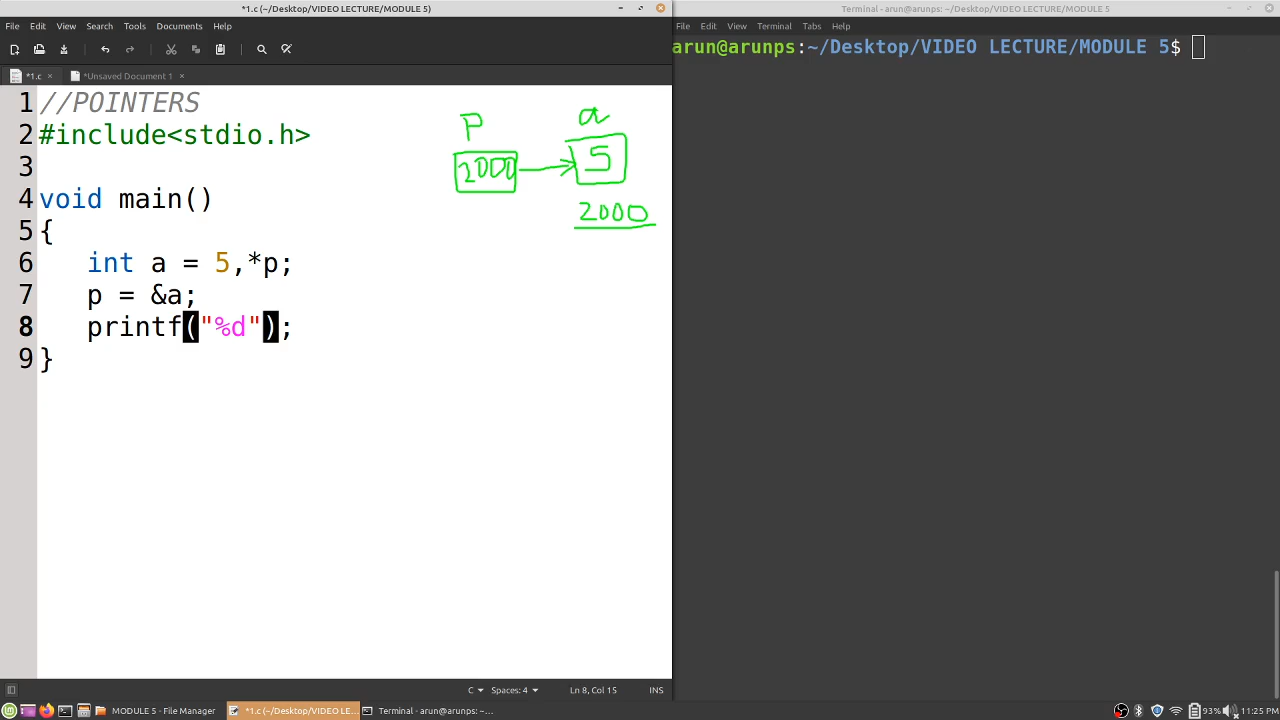 *1.c (~/Desktop/VIDEO LECTURE/MODULE 5)
File Edit View Search Tools Documents Help
*1.c × *Unsaved Document 1 ×
1 //POINTERS
2 #include<stdio.h>
3
4 void main()
5 {
6 int a = 5,*p;
7 p = &a;
8 printf("%d");
9 }
P a
2000 5
2000
C Spaces: 4 Ln 8, Col 15 INS
Terminal - arun@arunps: ~/Desktop/VIDEO LECTURE/MODULE 5
File Edit View Terminal Tabs Help
arun@arunps:~/Desktop/VIDEO LECTURE/MODULE 5$
MODULE 5 - File Manager *1.c (~/Desktop/VIDEO LE... Terminal - arun@arunps: ~/... 93% 11:25 PM